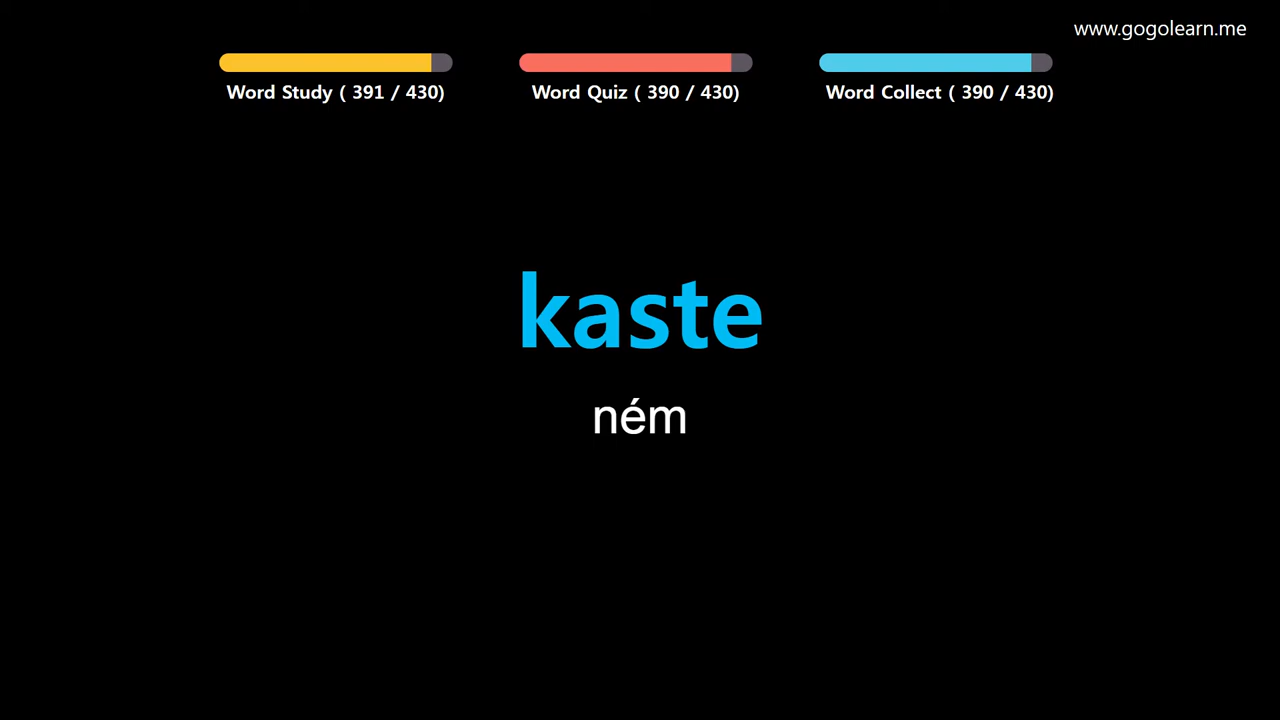 www.gogolearn.me
Word Study ( 391 / 430)
Word Quiz ( 390 / 430)
Word Collect ( 390 / 430)
kaste
ném